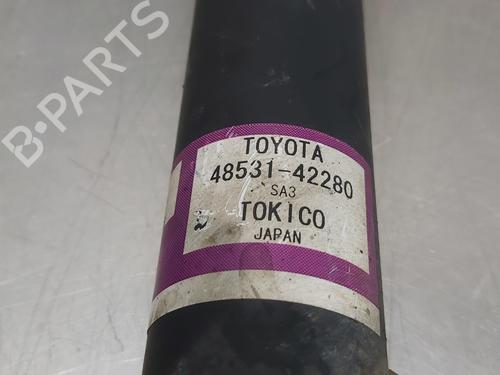 B-PARTS
TOYOTA
48531-42280
SA3
TOKICO
JAPAN